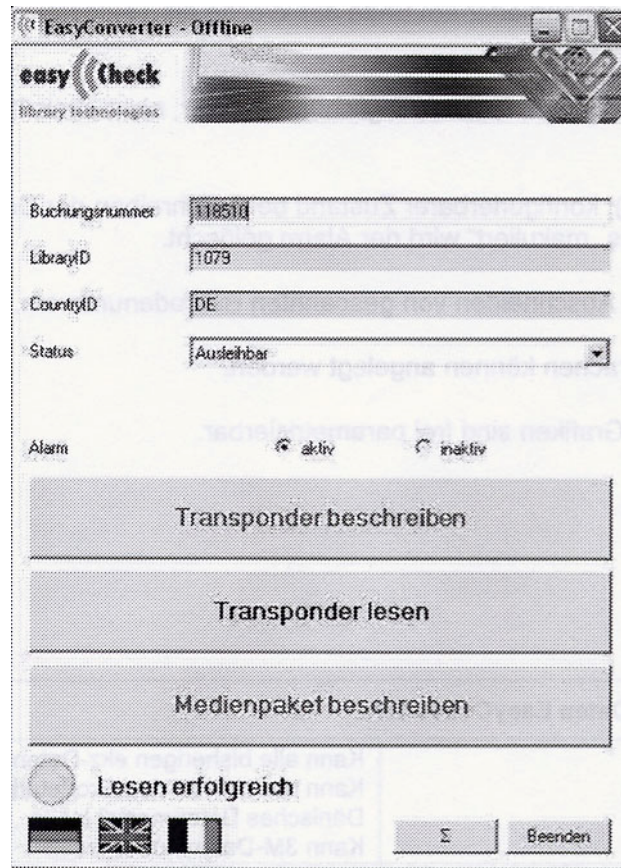 EasyConverter - Offline
easy Check
library technologies
Buchungsnummer 118510
LibraryID 1079
CountryID DE
Status Ausleihbar
Alarm aktiv inaktiv
Transponder beschreiben
Transponder lesen
Medienpaket beschreiben
Lesen erfolgreich
Σ Beenden